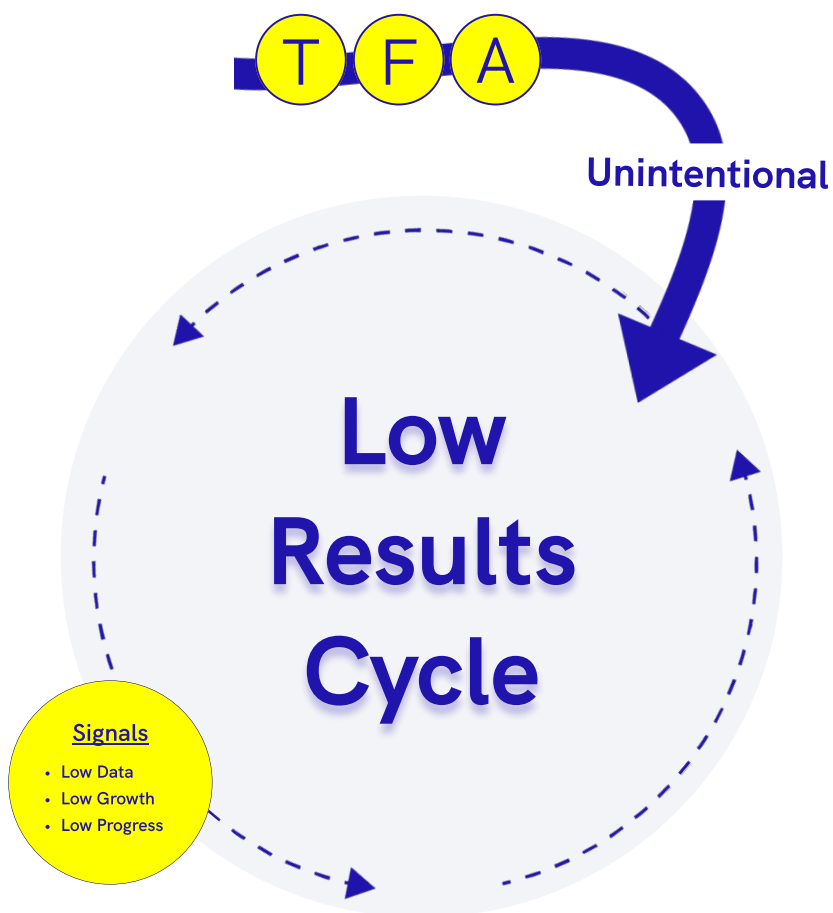 T F A
Unintentional
Low
Results
Cycle
Signals
• Low Data
• Low Growth
• Low Progress